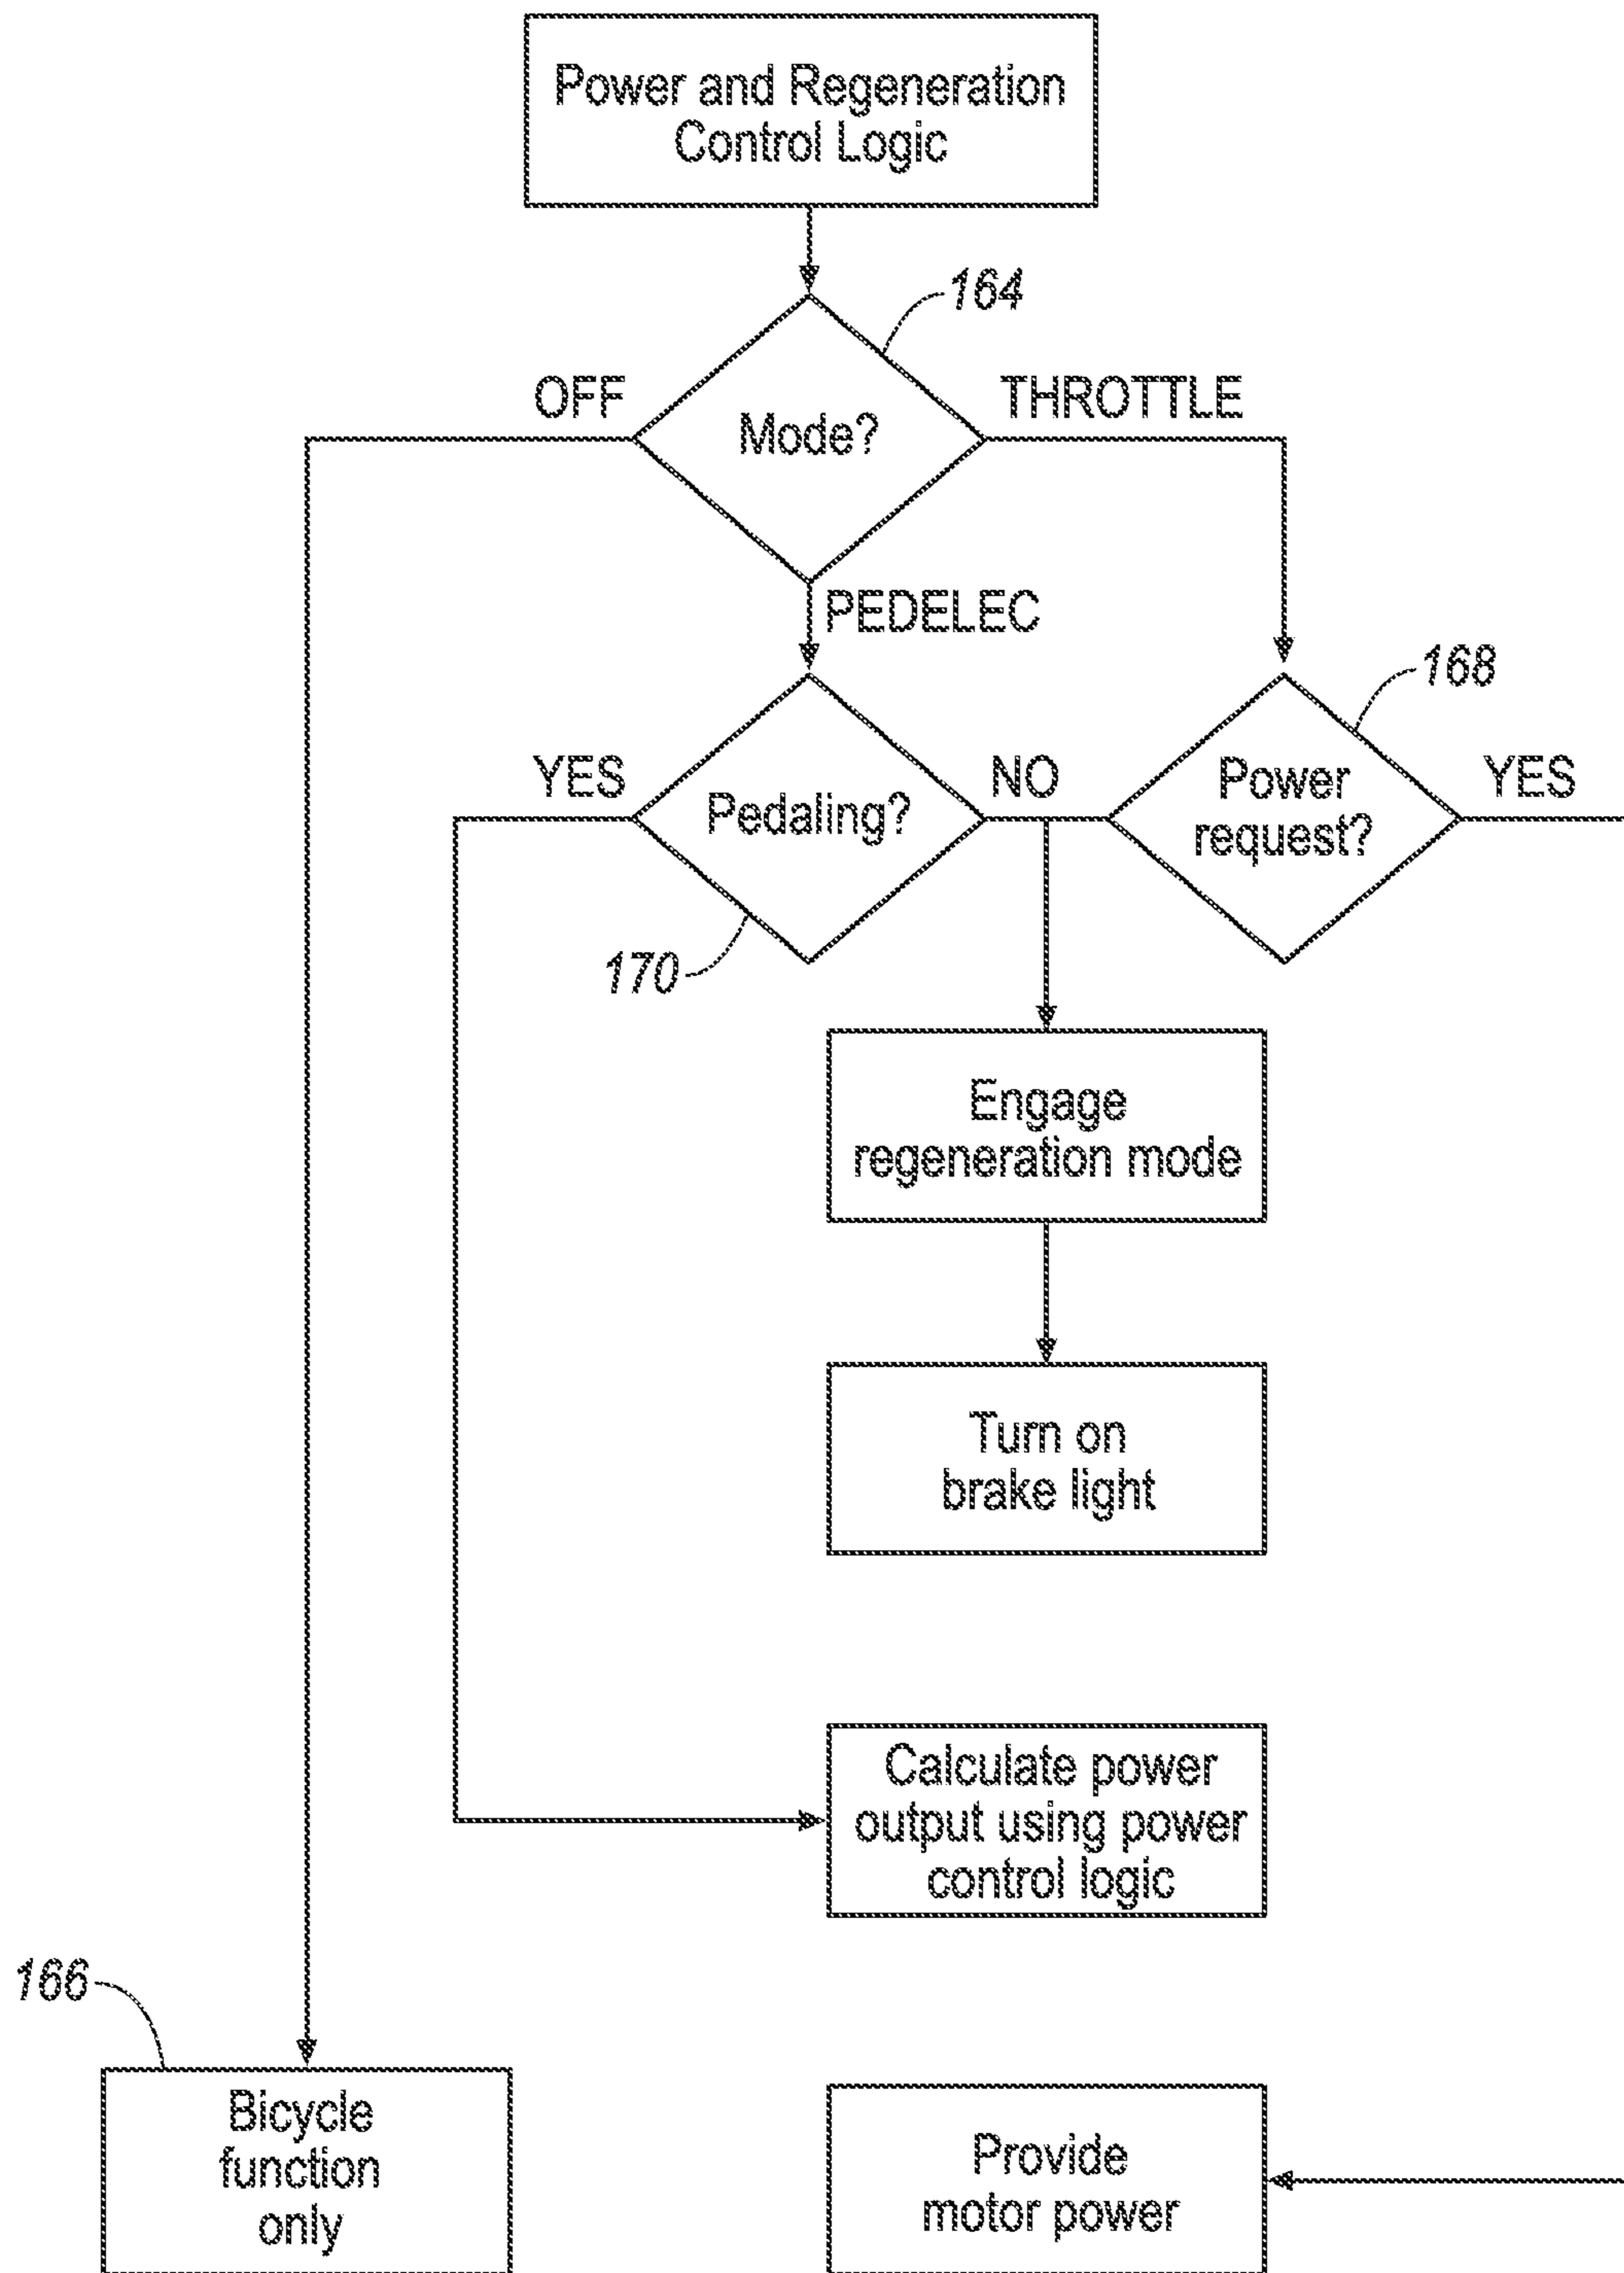 Power and Regeneration
Control Logic
164
OFF
THROTTLE
Mode?
PEDELEC
168
YES
Pedaling?
NO
Power
request?
YES
170
Engage
regeneration mode
Turn on
brake light
Calculate power
output using power
control logic
166
Bicycle
function
only
Provide
motor power